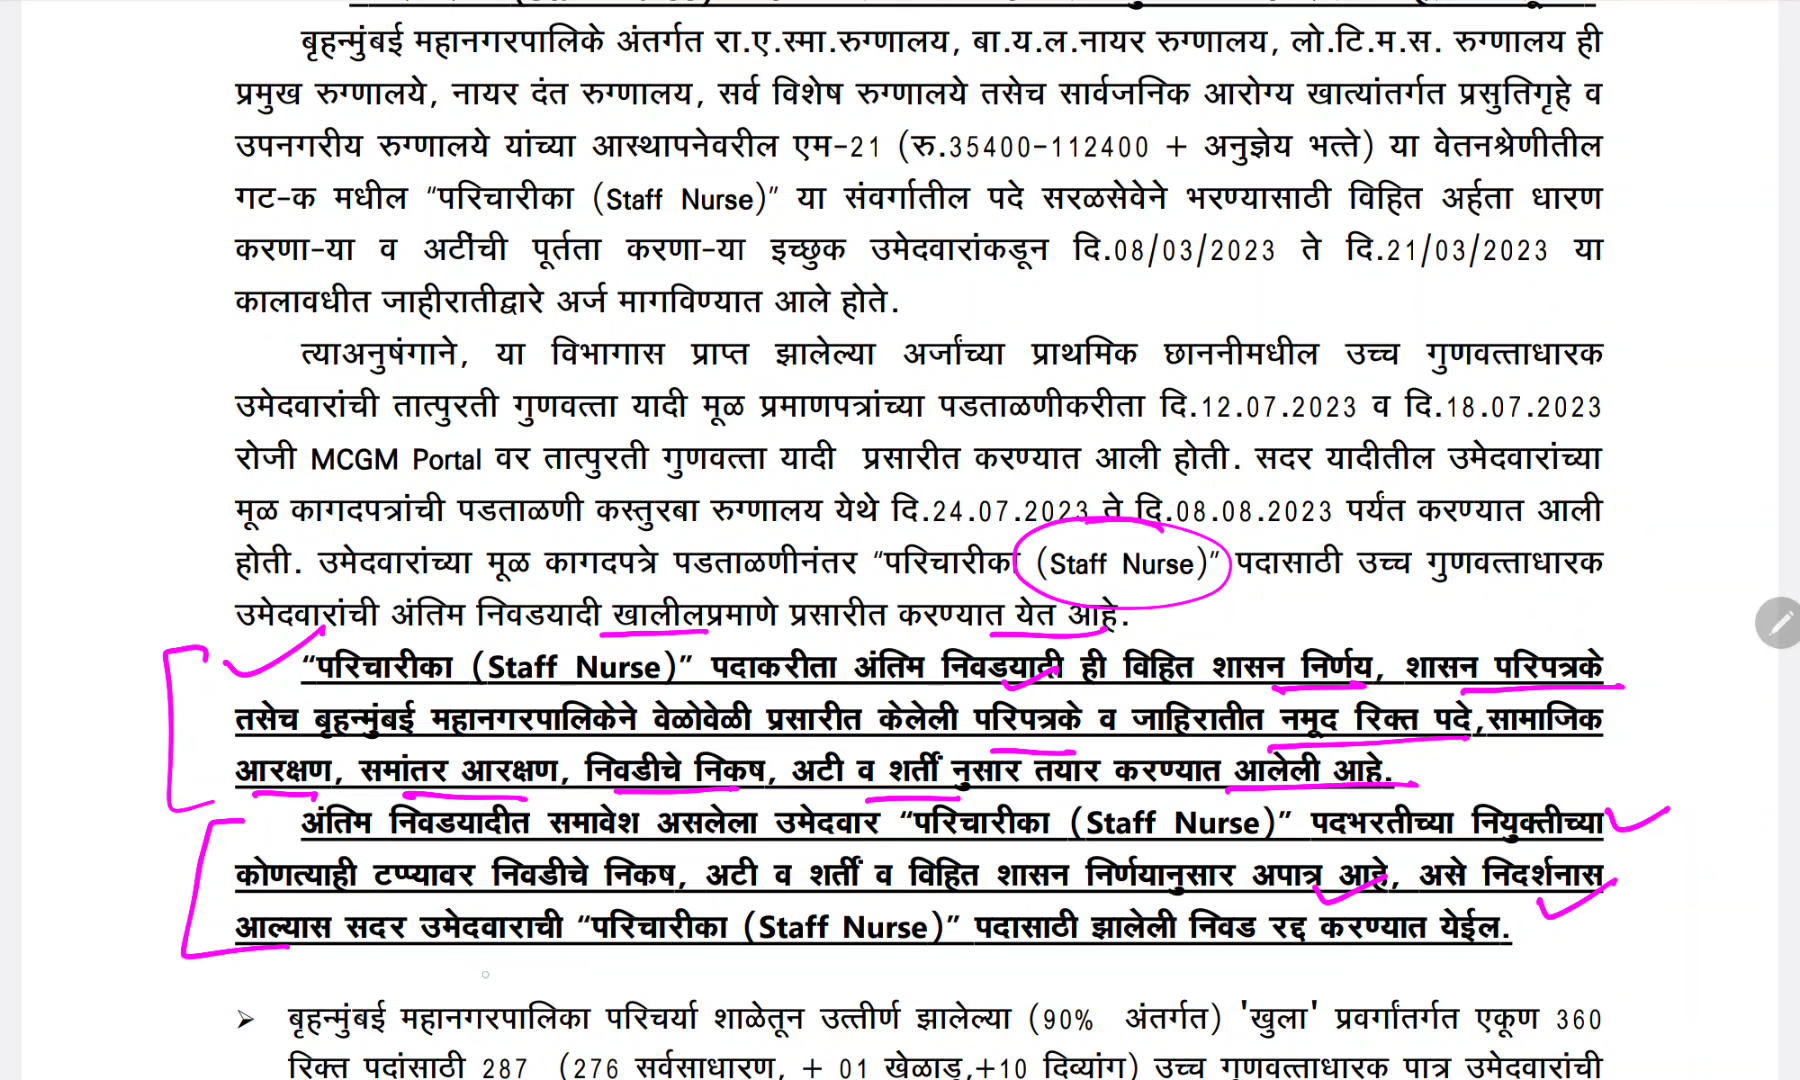 बृहन्मुंबई महानगरपालिके अंतर्गत रा.ए.स्मा.रुग्णालय, बा.य.ल.नायर रुग्णालय, लो.टि.म.स. रुग्णालय ही
प्रमुख रुग्णालये, नायर दंत रुग्णालय, सर्व विशेष रुग्णालये तसेच सार्वजनिक आरोग्य खात्यांतर्गत प्रसुतिगृहे व
उपनगरीय रुग्णालये यांच्या आस्थापनेवरील एम-21 (रु.35400-112400 + अनुज्ञेय भत्ते) या वेतनश्रेणीतील
गट-क मधील “परिचारीका (Staff Nurse)” या संवर्गातील पदे सरळसेवेने भरण्यासाठी विहित अर्हता धारण
करणा-या व अटींची पूर्तता करणा-या इच्छुक उमेदवारांकडून दि.08/03/2023 ते दि.21/03/2023 या
कालावधीत जाहीरातीद्वारे अर्ज मागविण्यात आले होते.
त्याअनुषंगाने, या विभागास प्राप्त झालेल्या अर्जांच्या प्राथमिक छाननीमधील उच्च गुणवत्ताधारक
उमेदवारांची तात्पुरती गुणवत्ता यादी मूळ प्रमाणपत्रांच्या पडताळणीकरीता दि.12.07.2023 व दि.18.07.2023
रोजी MCGM Portal वर तात्पुरती गुणवत्ता यादी प्रसारीत करण्यात आली होती. सदर यादीतील उमेदवारांच्या
मूळ कागदपत्रांची पडताळणी कस्तुरबा रुग्णालय येथे दि.24.07.2023 ते दि.08.08.2023 पर्यंत करण्यात आली
होती. उमेदवारांच्या मूळ कागदपत्रे पडताळणीनंतर “परिचारीका (Staff Nurse)” पदासाठी उच्च गुणवत्ताधारक
उमेदवारांची अंतिम निवडयादी खालीलप्रमाणे प्रसारीत करण्यात येत आहे.
“परिचारीका (Staff Nurse)” पदाकरीता अंतिम निवडयादी ही विहित शासन निर्णय, शासन परिपत्रके
तसेच बृहन्मुंबई महानगरपालिकेने वेळोवेळी प्रसारीत केलेली परिपत्रके व जाहिरातीत नमूद रिक्त पदे,सामाजिक
आरक्षण, समांतर आरक्षण, निवडीचे निकष, अटी व शर्ती नुसार तयार करण्यात आलेली आहे.
अंतिम निवडयादीत समावेश असलेला उमेदवार “परिचारीका (Staff Nurse)” पदभरतीच्या नियुक्तीच्या
कोणत्याही टप्प्यावर निवडीचे निकष, अटी व शर्ती व विहित शासन निर्णयानुसार अपात्र आहे, असे निदर्शनास
आल्यास सदर उमेदवाराची “परिचारीका (Staff Nurse)” पदासाठी झालेली निवड रद्द करण्यात येईल.
➢ बृहन्मुंबई महानगरपालिका परिचर्या शाळेतून उत्तीर्ण झालेल्या (90% अंतर्गत) 'खुला' प्रवर्गांतर्गत एकूण 360
रिक्त पदांसाठी 287 (276 सर्वसाधारण, + 01 खेळाडू,+10 दिव्यांग) उच्च गुणवत्ताधारक पात्र उमेदवारांची